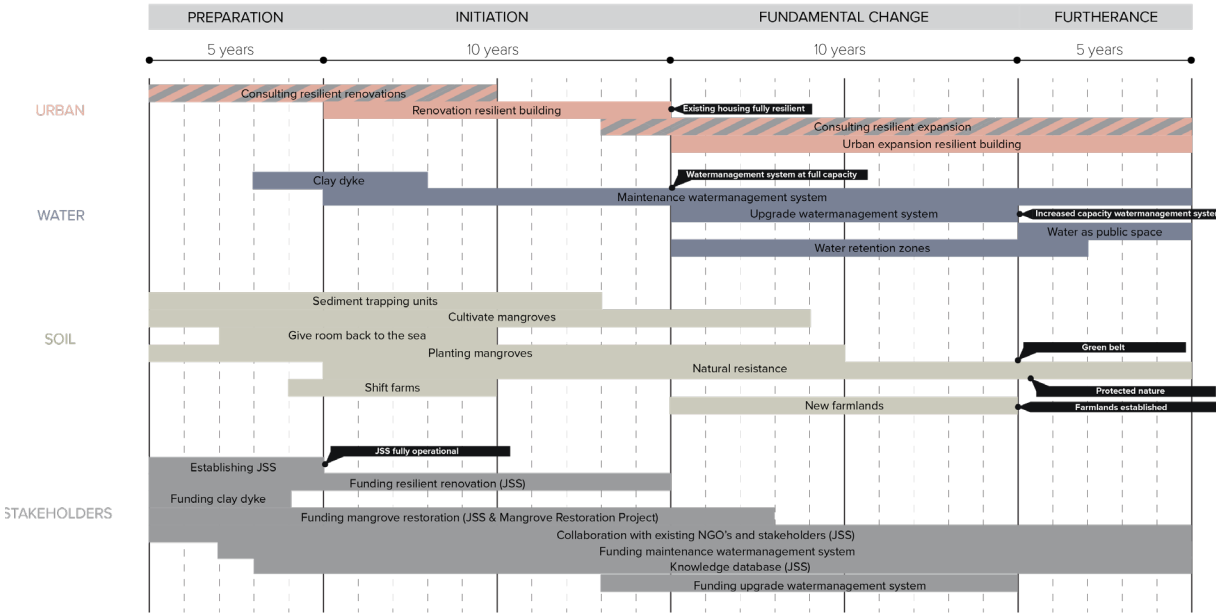 PREPARATION
INITIATION
FUNDAMENTAL CHANGE
FURTHERANCE
5 years
10 years
10 years
5 years
URBAN
Consulting resilient renovations
Renovation resilient building
Existing housing fully resilient
Consulting resilient expansion
Urban expansion resilient building
WATER
Watermanagement system at full capacity
Clay dyke
Maintenance watermanagement system
Upgrade watermanagement system
Increased capacity watermanagement syste
Water as public space
Water retention zones
SOIL
Sediment trapping units
Cultivate mangroves
Give room back to the sea
Planting mangroves
Green belt
Natural resistance
Shift farms
Protected nature
New farmlands
Farmlands established
STAKEHOLDERS
JSS fully operational
Establishing JSS
Funding resilient renovation (JSS)
Funding clay dyke
Funding mangrove restoration (JSS & Mangrove Restoration Project)
Collaboration with existing NGO's and stakeholders (JSS)
Funding maintenance watermanagement system
Knowledge database (JSS)
Funding upgrade watermanagement system